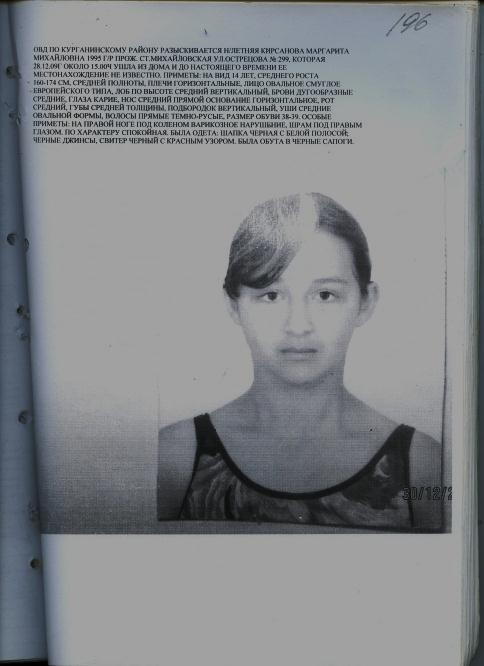 196
ОВД ПО КУРГАНИНСКОМУ РАЙОНУ РАЗЫСКИВАЕТСЯ Н/ЛЕТНЯЯ КИРСАНОВА МАРГАРИТА
МИХАЙЛОВНА 1995 Г/Р ПРОЖ. СТ.МИХАЙЛОВСКАЯ УЛ.ОСТРЕЦОВА № 299, КОТОРАЯ
28.12.09Г ОКОЛО 15.00Ч УШЛА ИЗ ДОМА И ДО НАСТОЯЩЕГО ВРЕМЕНИ ЕЕ
МЕСТОНАХОЖДЕНИЕ НЕ ИЗВЕСТНО. ПРИМЕТЫ: НА ВИД 14 ЛЕТ, СРЕДНЕГО РОСТА
160-174 СМ, СРЕДНЕЙ ПОЛНОТЫ, ПЛЕЧИ ГОРИЗОНТАЛЬНЫЕ, ЛИЦО ОВАЛЬНОЕ СМУГЛОЕ
ЕВРОПЕЙСКОГО ТИПА, ЛОБ ПО ВЫСОТЕ СРЕДНИЙ ВЕРТИКАЛЬНЫЙ, БРОВИ ДУГООБРАЗНЫЕ
СРЕДНИЕ, ГЛАЗА КАРИЕ, НОС СРЕДНИЙ ПРЯМОЙ ОСНОВАНИЕ ГОРИЗОНТАЛЬНОЕ, РОТ
СРЕДНИЙ, ГУБЫ СРЕДНЕЙ ТОЛЩИНЫ, ПОДБОРОДОК ВЕРТИКАЛЬНЫЙ, УШИ СРЕДНИЕ
ОВАЛЬНОЙ ФОРМЫ, ВОЛОСЫ ПРЯМЫЕ ТЕМНО-РУСЫЕ, РАЗМЕР ОБУВИ 38-39. ОСОБЫЕ
ПРИМЕТЫ: НА ПРАВОЙ НОГЕ ПОД КОЛЕНОМ ВАРИКОЗНОЕ НАРУШБНИЕ, ШРАМ ПОД ПРАВЫМ
ГЛАЗОМ. ПО ХАРАКТЕРУ СПОКОЙНАЯ. БЫЛА ОДЕТА: ШАПКА ЧЕРНАЯ С БЕЛОЙ ПОЛОСОЙ;
ЧЕРНЫЕ ДЖИНСЫ, СВИТЕР ЧЕРНЫЙ С КРАСНЫМ УЗОРОМ. БЫЛА ОБУТА В ЧЕРНЫЕ САПОГИ.
30/12/2